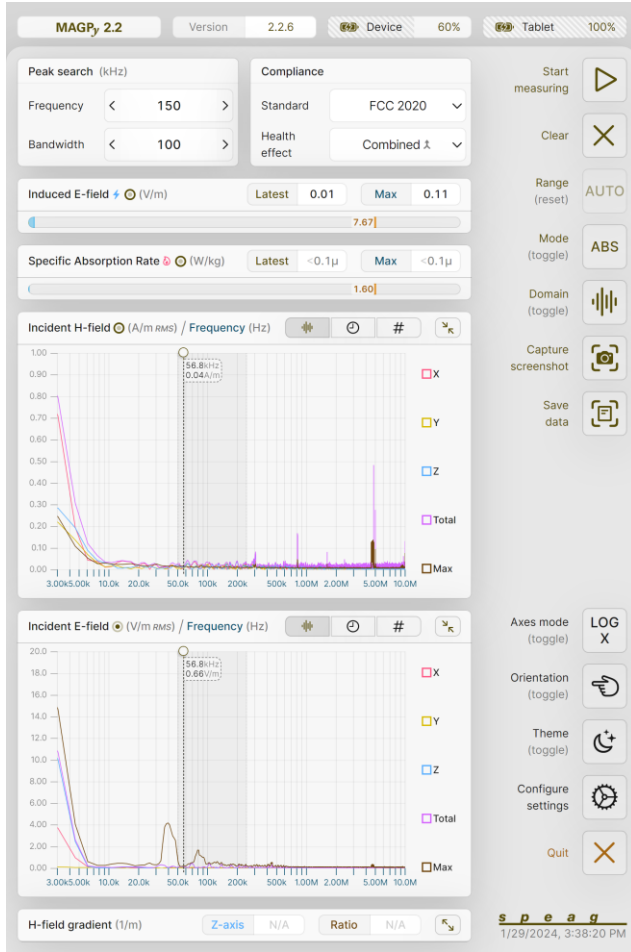 MAGPy 2.2 Version 2.2.6 Device 60% Tablet 100%
Peak search (kHz)
Frequency < 150 >
Bandwidth < 100 >
Compliance
Standard FCC 2020
Health effect Combined
Induced E-field (V/m) Latest 0.01 Max 0.11
7.67
Specific Absorption Rate (W/kg) Latest <0.1μ Max <0.1μ
1.60
Incident H-field (A/m RMS) / Frequency (Hz) #
1.00
0.90
0.80
0.70
0.60
0.50
0.40
0.30
0.20
0.10
0.00
56.8kHz
0.04A/m
X
Y
Z
Total
Max
3.00k 5.00k 10.0k 20.0k 50.0k 100k 200k 500k 1.00M 2.00M 5.00M 10.0M
Incident E-field (V/m RMS) / Frequency (Hz) #
20.0
18.0
16.0
14.0
12.0
10.0
8.00
6.00
4.00
2.00
0.00
56.8kHz
0.66V/m
X
Y
Z
Total
Max
3.00k 5.00k 10.0k 20.0k 50.0k 100k 200k 500k 1.00M 2.00M 5.00M 10.0M
H-field gradient (1/m) Z-axis N/A Ratio N/A
Start
measuring
Clear
Range
(reset)
AUTO
Mode
(toggle)
ABS
Domain
(toggle)
Capture
screenshot
Save
data
Axes mode
(toggle)
LOG
X
Orientation
(toggle)
Theme
(toggle)
Configure
settings
Quit
speag
1/29/2024, 3:38:20 PM